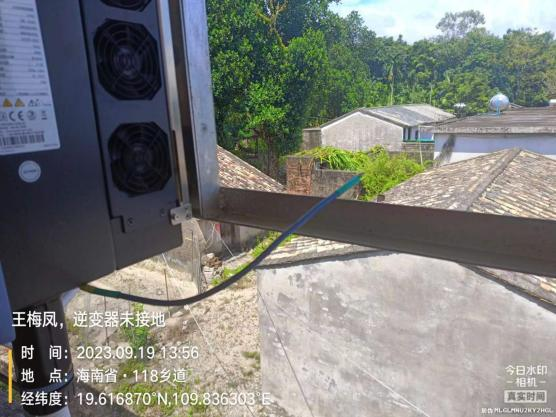 王梅凤，逆变器未接地
时　间：2023.09.19 13:56
地　点：海南省·118乡道
经纬度：19.616870°N,109.836303°E
今日水印
相机
真实时间